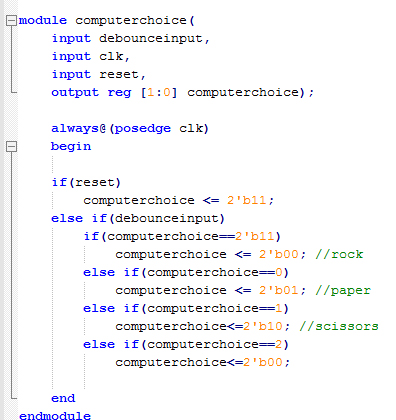 module computerchoice(
input debounceinput,
input clk,
input reset,
output reg [1:0] computerchoice);
always@(posedge clk)
begin
if(reset)
computerchoice <= 2'b11;
else if(debounceinput)
if(computerchoice==2'b11)
computerchoice <= 2'b00; //rock
else if(computerchoice==0)
computerchoice <= 2'b01; //paper
else if(computerchoice==1)
computerchoice<=2'b10; //scissors
else if(computerchoice==2)
computerchoice<=2'b00;
end
endmodule